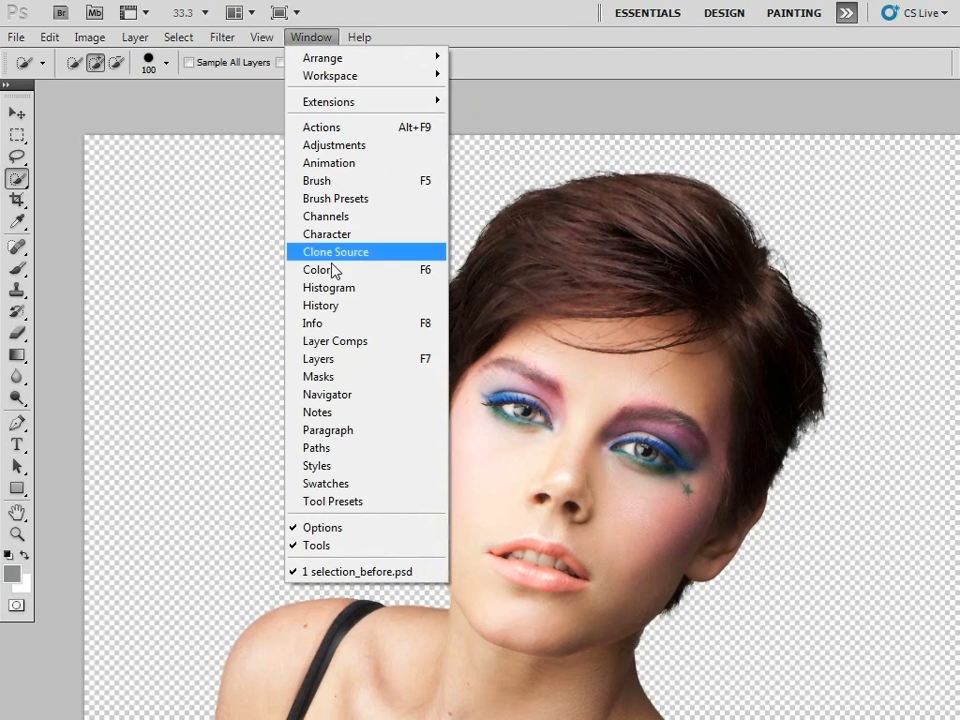 Ps Br Mb 33.3 ESSENTIALS DESIGN PAINTING CS Live
File Edit Image Layer Select Filter View Window Help
100 Sample All Layers
Arrange
Workspace
Extensions
Actions Alt+F9
Adjustments
Animation
Brush F5
Brush Presets
Channels
Character
Clone Source
Color F6
Histogram
History
Info F8
Layer Comps
Layers F7
Masks
Navigator
Notes
Paragraph
Paths
Styles
Swatches
Tool Presets
Options
Tools
1 selection_before.psd
T